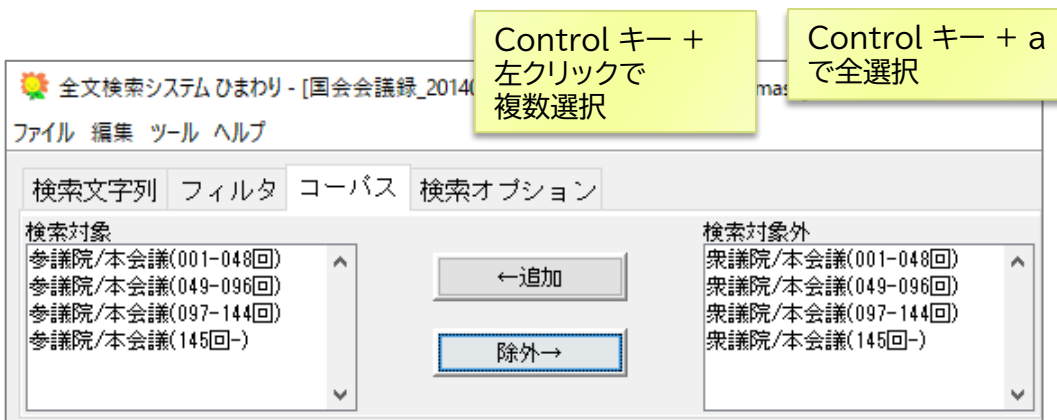 Control キー +
左クリックで
複数選択
Control キー + a
で全選択
全文検索システム ひまわり - [国会会議録_2014
ファイル 編集 ツール ヘルプ
検索文字列 フィルタ コーパス 検索オプション
検索対象
参議院/本会議(001-048回)
参議院/本会議(049-096回)
参議院/本会議(097-144回)
参議院/本会議(145回-)
←追加
除外→
検索対象外
衆議院/本会議(001-048回)
衆議院/本会議(049-096回)
衆議院/本会議(097-144回)
衆議院/本会議(145回-)